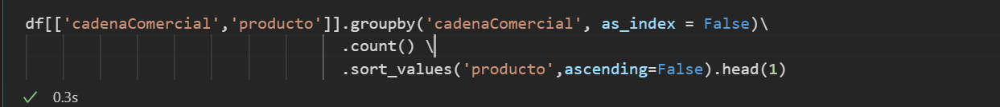 df[['cadenaComercial','producto']].groupby('cadenaComercial', as_index = False)\
.count() \
.sort_values('producto',ascending=False).head(1)
0.3s